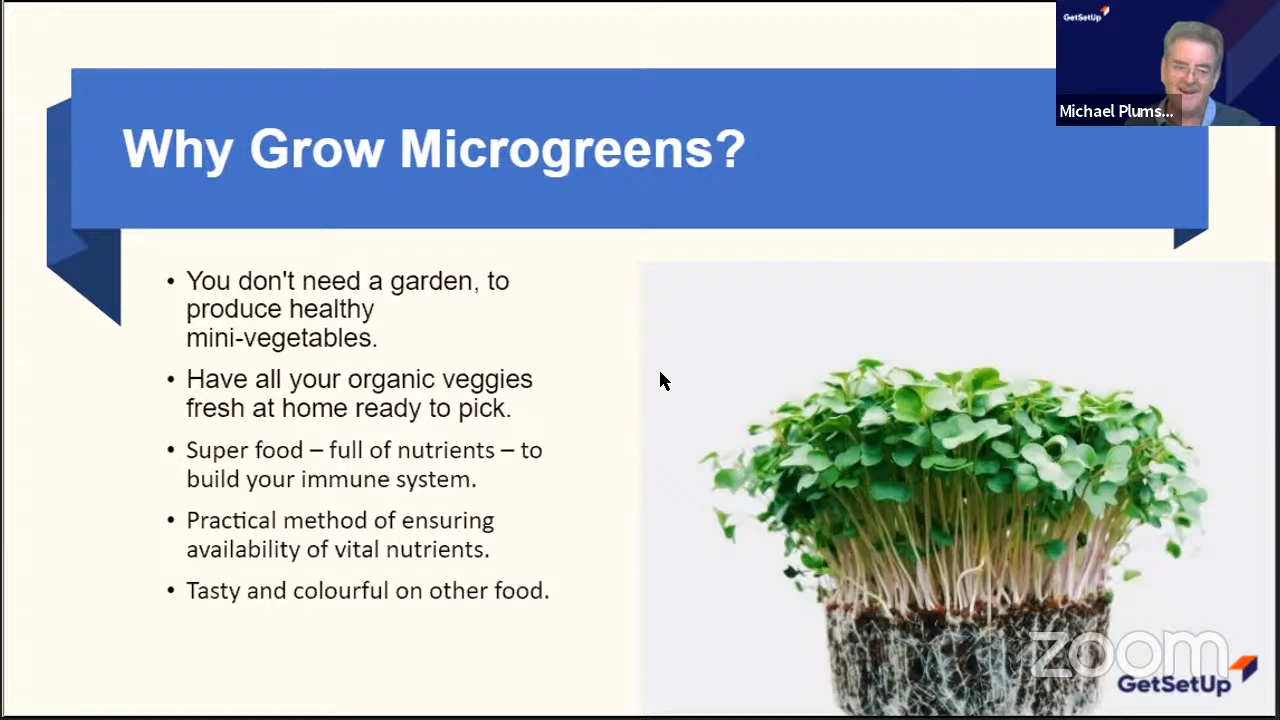 GetSetUp
Michael Plums...
Why Grow Microgreens?
• You don't need a garden, to
produce healthy
mini-vegetables.
• Have all your organic veggies
fresh at home ready to pick.
• Super food – full of nutrients – to
build your immune system.
• Practical method of ensuring
availability of vital nutrients.
• Tasty and colourful on other food.
zoom
GetSetUp